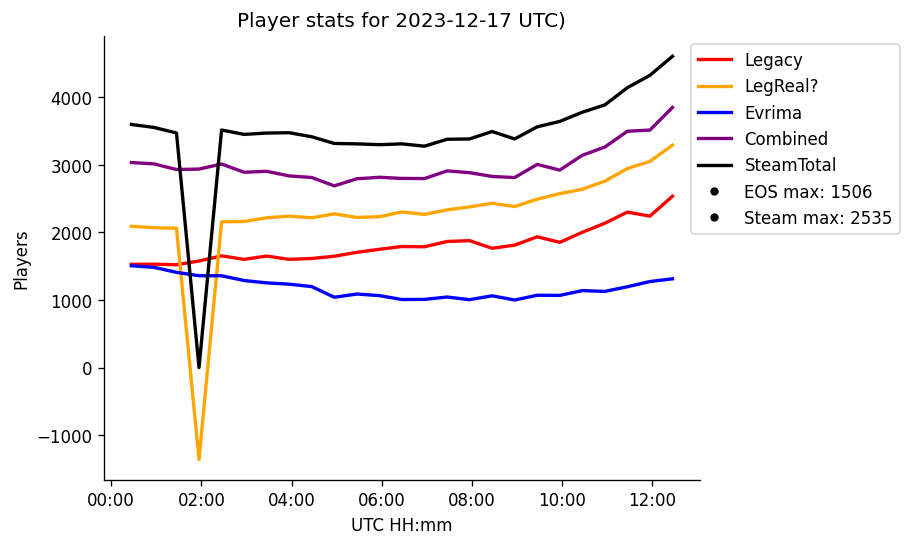 Player stats for 2023-12-17 UTC)
Players
4000
3000
2000
1000
0
−1000
00:00 02:00 04:00 06:00 08:00 10:00 12:00
UTC HH:mm
Legacy
LegReal?
Evrima
Combined
SteamTotal
EOS max: 1506
Steam max: 2535